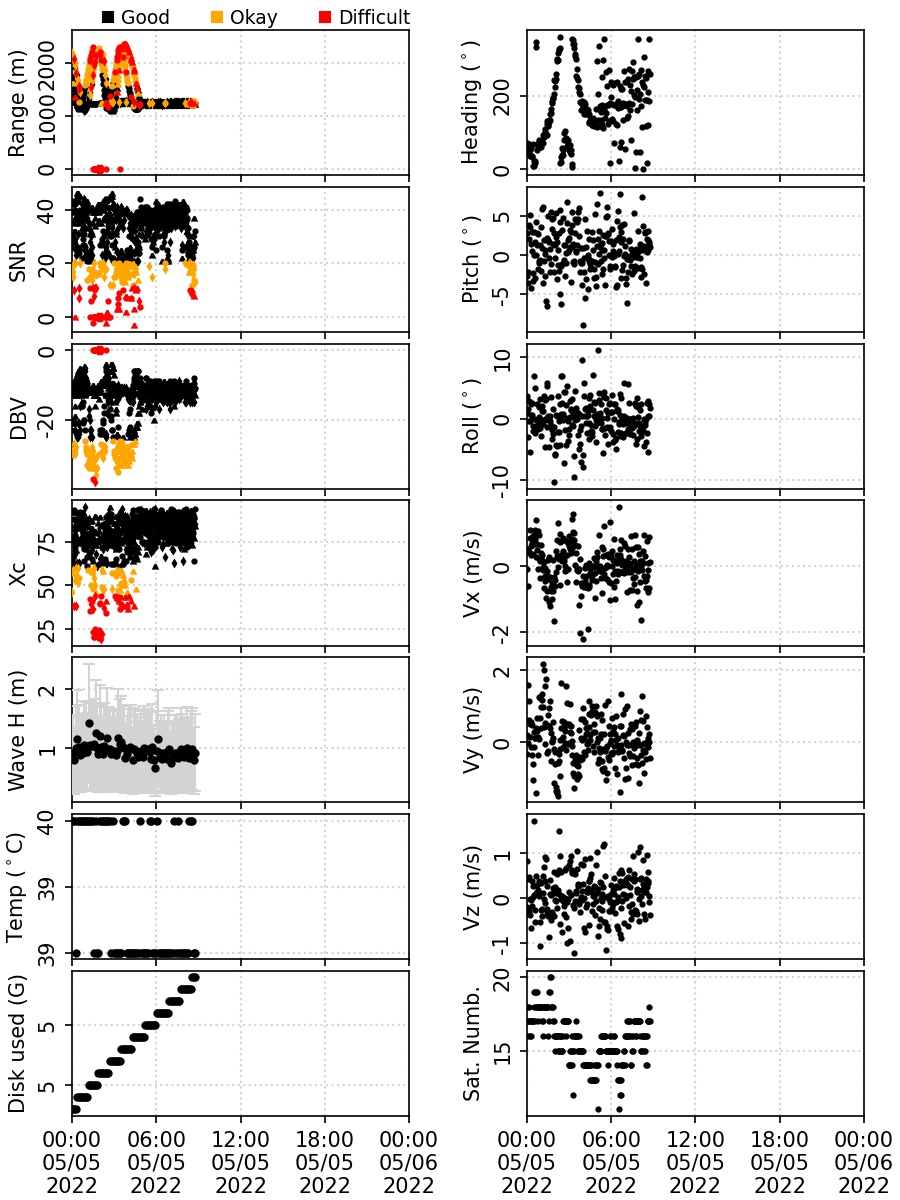 Good Okay Difficult
Range (m)
0 1000 2000
SNR
0 20 40
DBV
-20 0
Xc
25 50 75
Wave H (m)
1 2
Temp (°C)
39 39 40
Disk used (G)
5 5
00:00 06:00 12:00 18:00 00:00
05/05 05/05 05/05 05/05 05/06
2022 2022 2022 2022 2022
Heading (°)
0 200
Pitch (°)
-5 0 5
Roll (°)
-10 0 10
Vx (m/s)
-2 0
Vy (m/s)
0 2
Vz (m/s)
-1 0 1
Sat. Numb.
15 20
00:00 06:00 12:00 18:00 00:00
05/05 05/05 05/05 05/05 05/06
2022 2022 2022 2022 2022